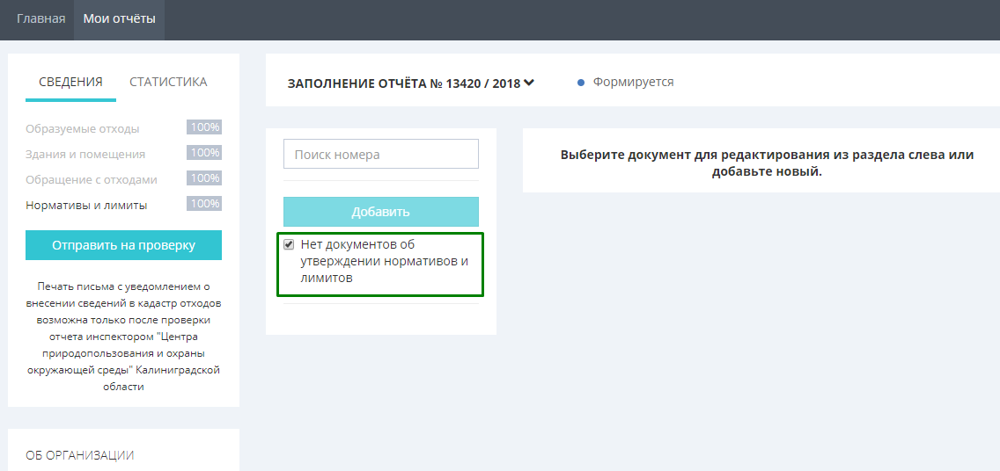 Главная
Мои отчёты
СВЕДЕНИЯ
СТАТИСТИКА
Образуемые отходы 100%
Здания и помещения 100%
Обращение с отходами 100%
Нормативы и лимиты 100%
Отправить на проверку
Печать письма с уведомлением о
внесении сведений в кадастр отходов
возможна только после проверки
отчета инспектором "Центра
природопользования и охраны
окружающей среды" Калиниградской
области
ОБ ОРГАНИЗАЦИИ
ЗАПОЛНЕНИЕ ОТЧЁТА № 13420 / 2018
Формируется
Поиск номера
Добавить
Нет документов об
утверждении нормативов и
лимитов
Выберите документ для редактирования из раздела слева или
добавьте новый.